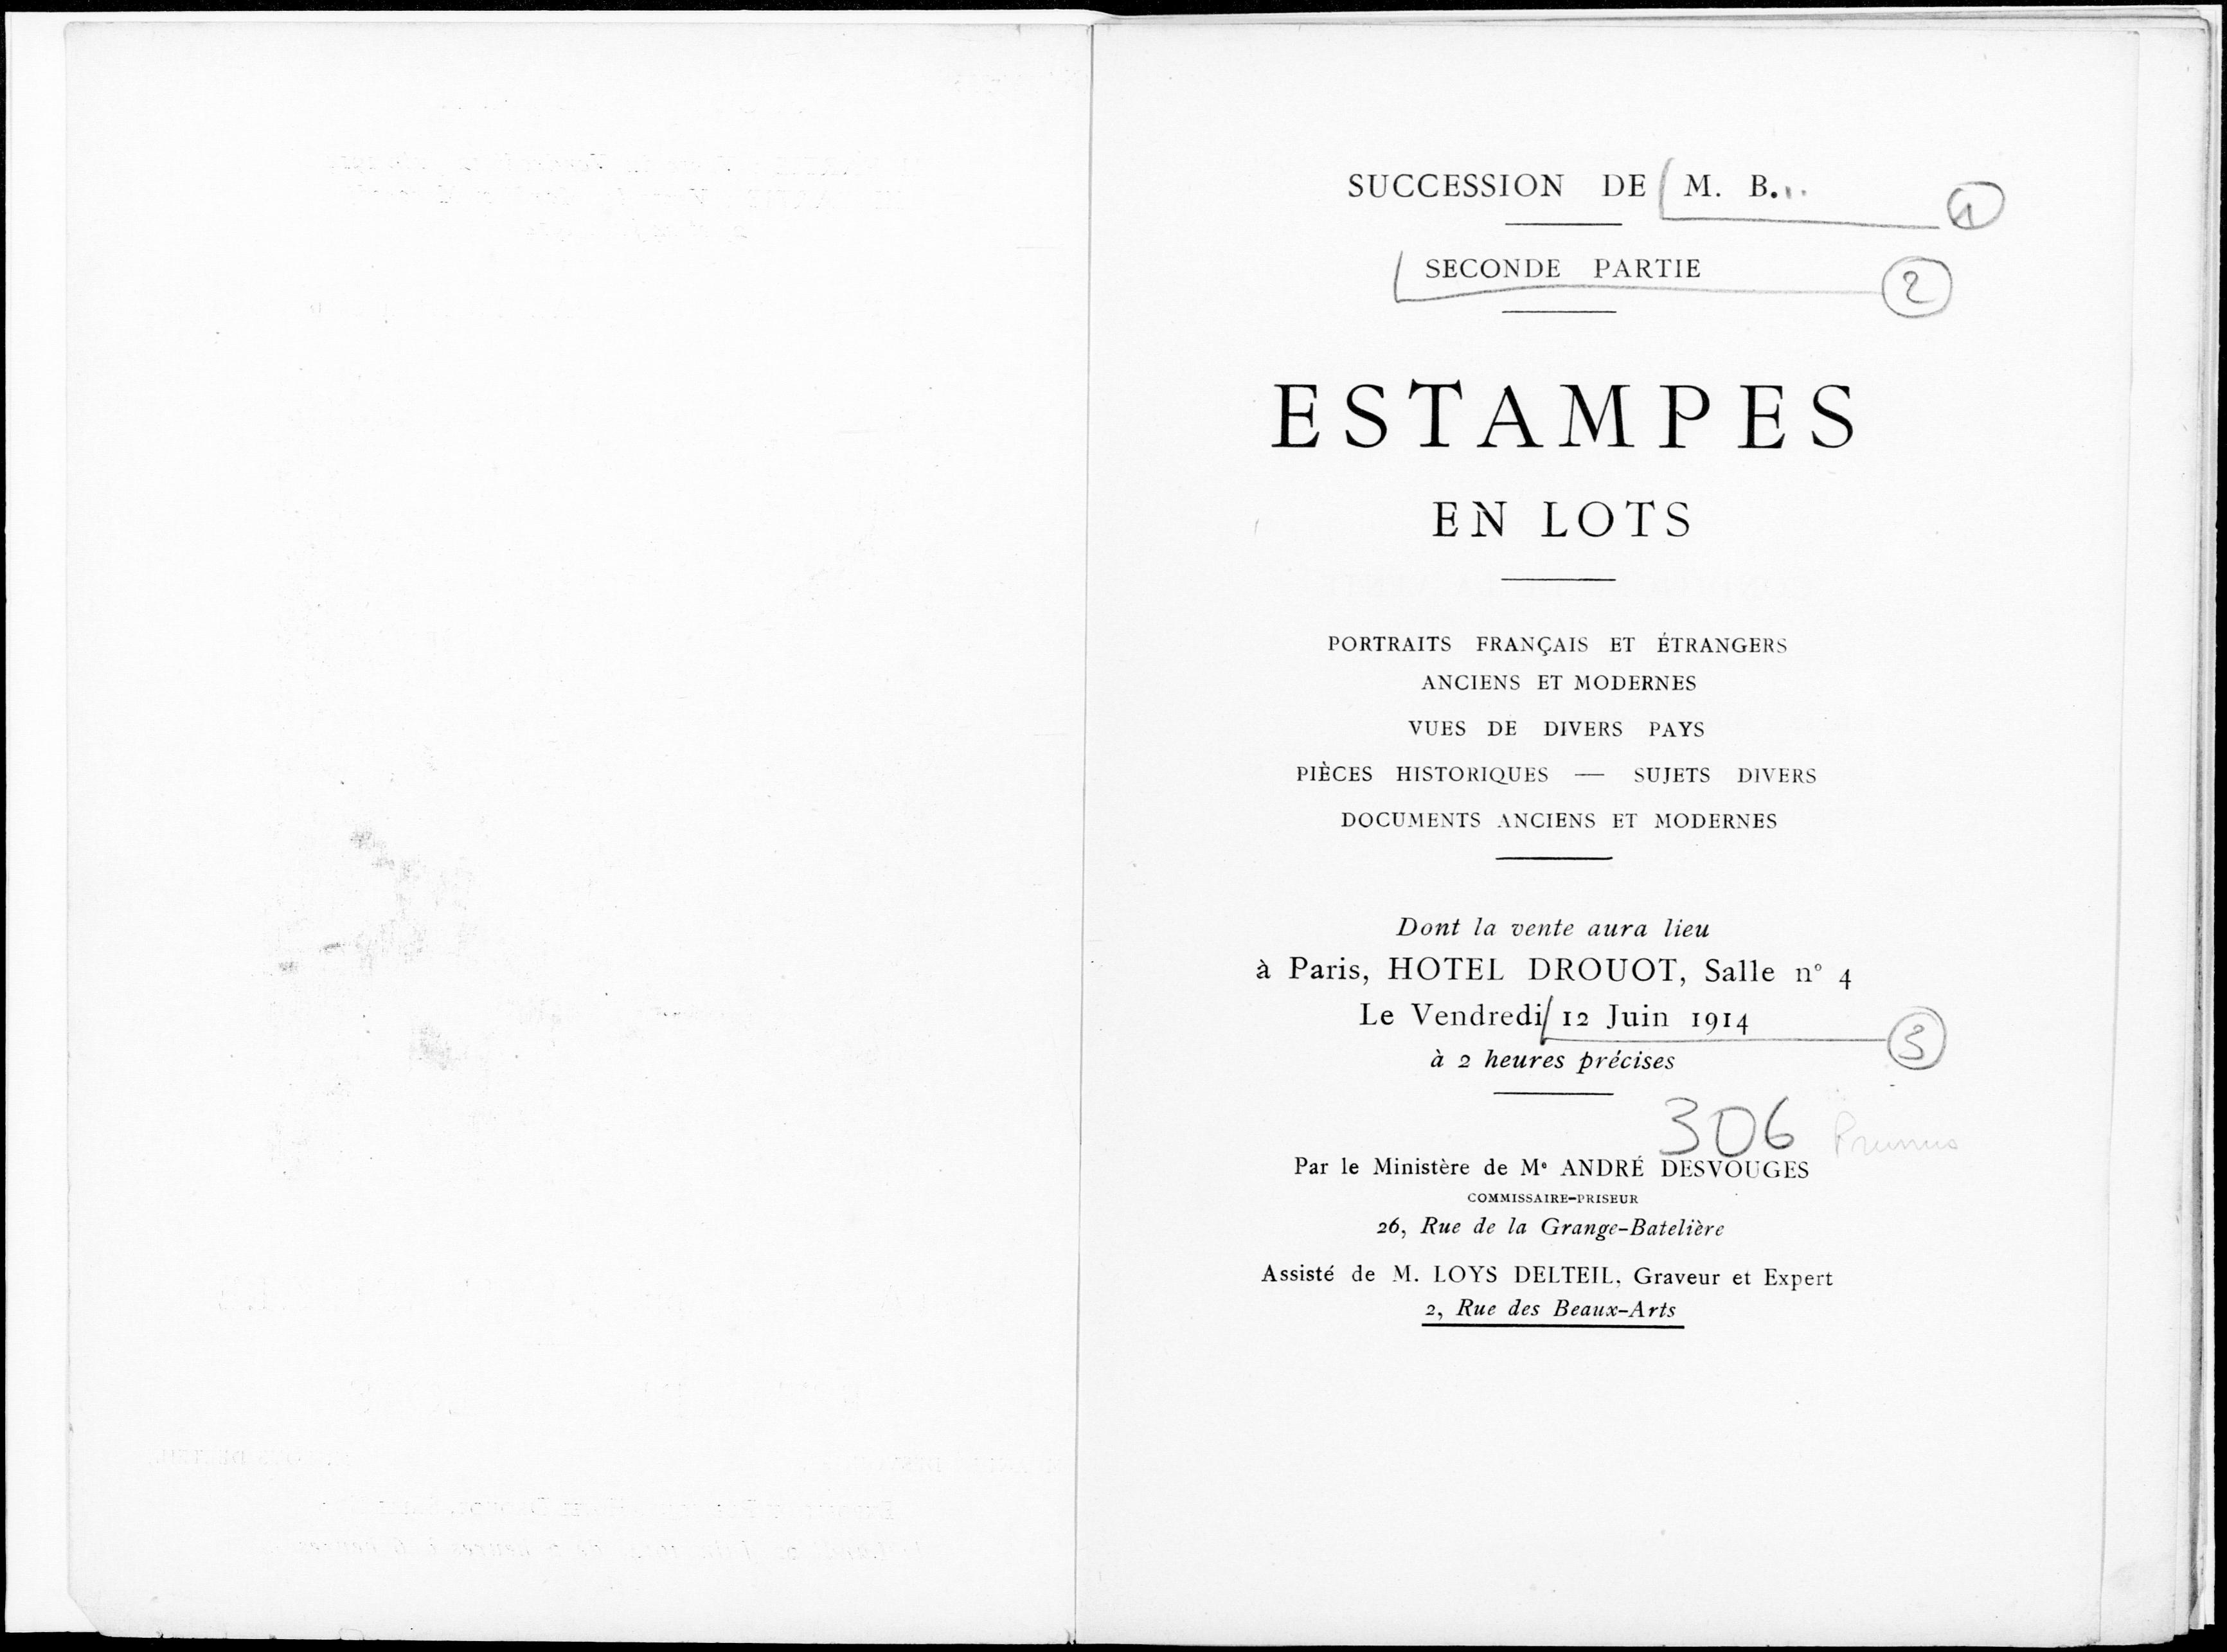 SUCCESSION DE M. B...
1
SECONDE PARTIE
2
ESTAMPES
EN LOTS
PORTRAITS FRANÇAIS ET ÉTRANGERS
ANCIENS ET MODERNES
VUES DE DIVERS PAYS
PIÈCES HISTORIQUES — SUJETS DIVERS
DOCUMENTS ANCIENS ET MODERNES
Dont la vente aura lieu
à Paris, HOTEL DROUOT, Salle n° 4
Le Vendredi 12 Juin 1914
3
à 2 heures précises
306
Par le Ministère de Me ANDRÉ DESVOUGES
COMMISSAIRE-PRISEUR
26, Rue de la Grange-Batelière
Assisté de M. LOYS DELTEIL, Graveur et Expert
2, Rue des Beaux-Arts